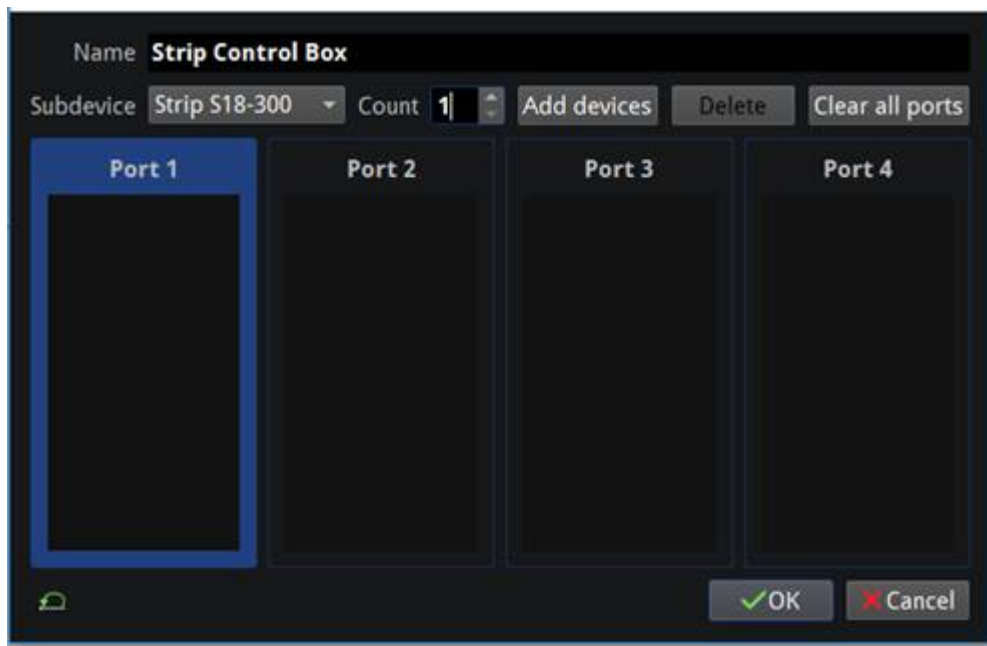 Name Strip Control Box
Subdevice Strip S18-300 Count 1 Add devices Delete Clear all ports
Port 1 Port 2 Port 3 Port 4
OK Cancel